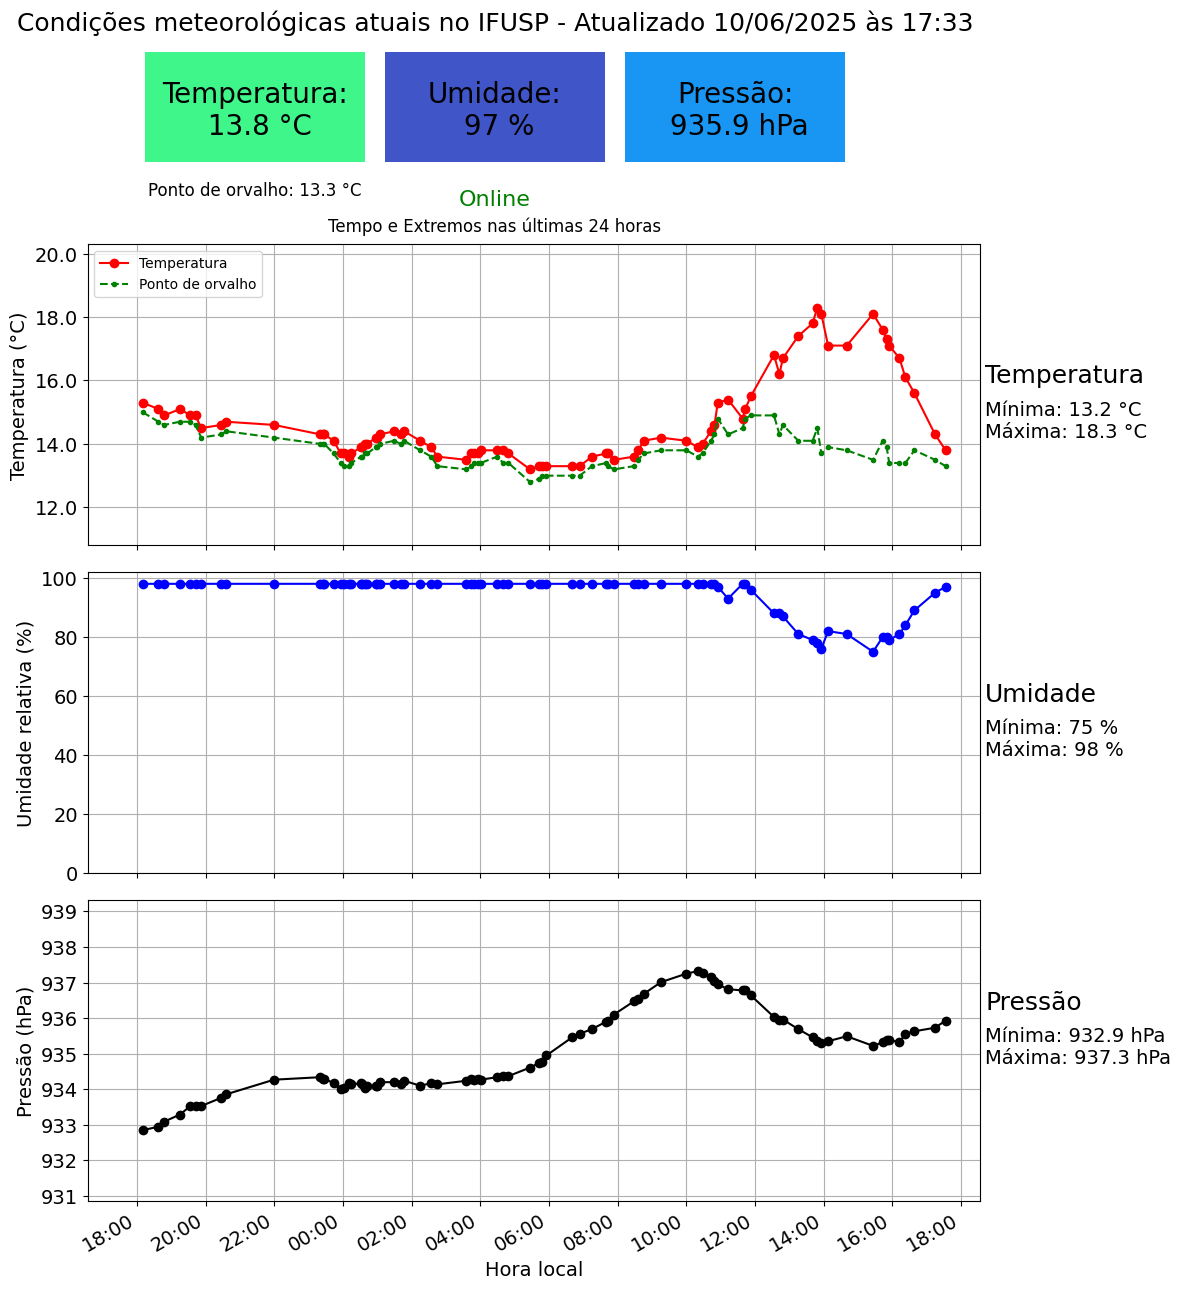 Condições meteorológicas atuais no IFUSP - Atualizado 10/06/2025 às 17:33
Temperatura:
13.8 °C
Umidade:
97 %
Pressão:
935.9 hPa
Ponto de orvalho: 13.3 °C
Online
Tempo e Extremos nas últimas 24 horas
Temperatura
Ponto de orvalho
Temperatura (°C)
20.0
18.0
16.0
14.0
12.0
Temperatura
Mínima: 13.2 °C
Máxima: 18.3 °C
Umidade relativa (%)
100
80
60
40
20
0
Umidade
Mínima: 75 %
Máxima: 98 %
Pressão (hPa)
939
938
937
936
935
934
933
932
931
Pressão
Mínima: 932.9 hPa
Máxima: 937.3 hPa
18:00 20:00 22:00 00:00 02:00 04:00 06:00 08:00 10:00 12:00 14:00 16:00 18:00
Hora local